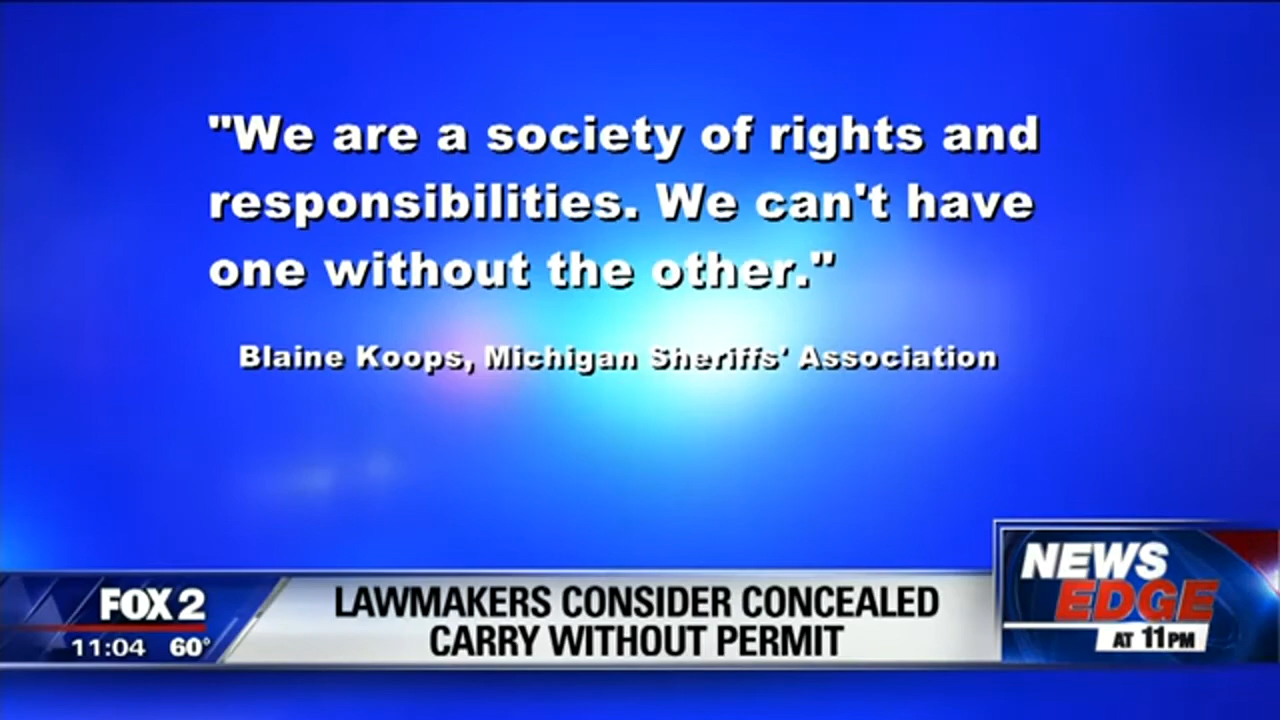 "We are a society of rights and
responsibilities. We can't have
one without the other."
Blaine Koops, Michigan Sheriffs' Association
FOX 2
11:04 60°
LAWMAKERS CONSIDER CONCEALED
CARRY WITHOUT PERMIT
NEWS
EDGE
AT 11PM